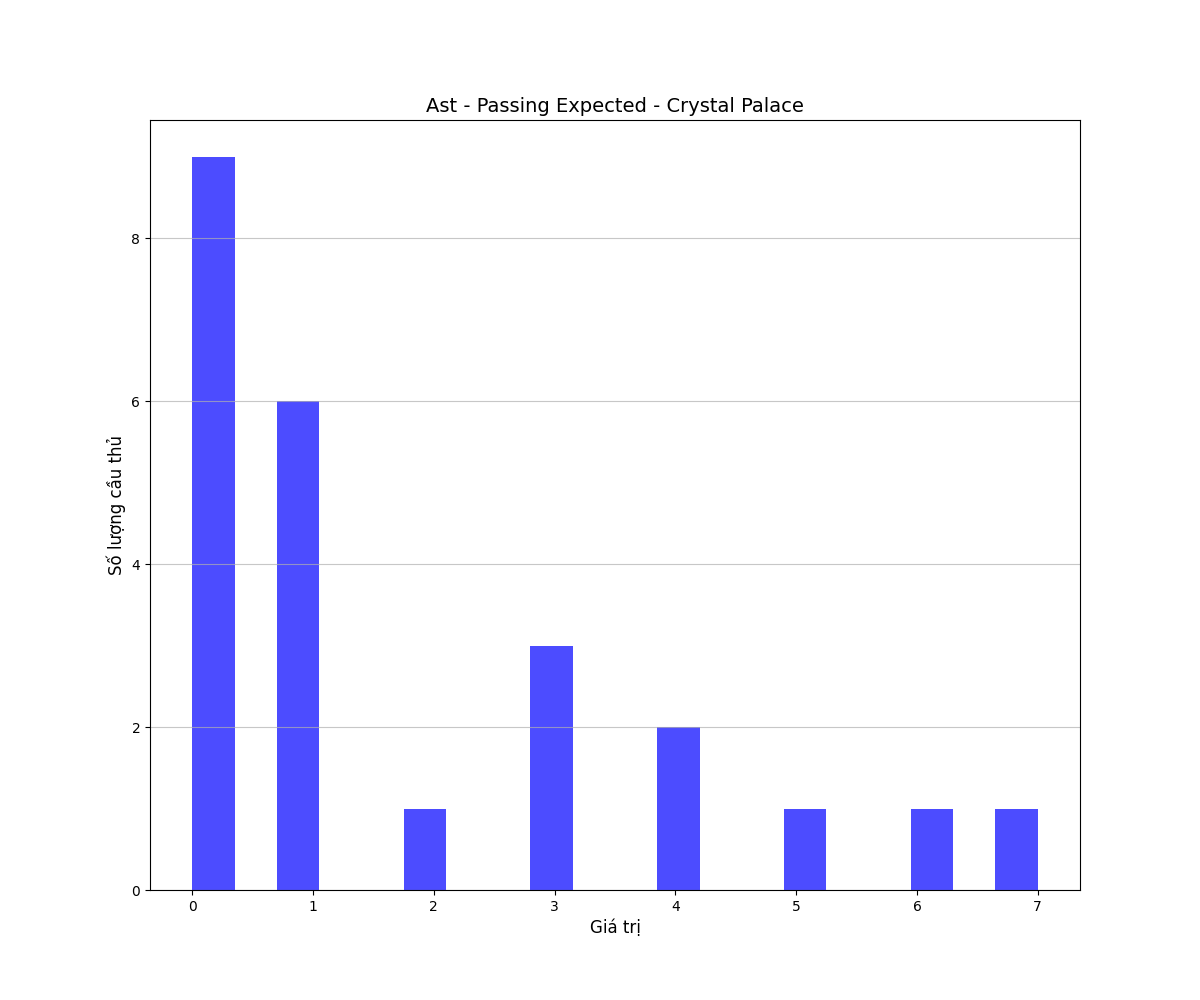 Ast - Passing Expected - Crystal Palace
8
6
4
2
0
Số lượng cầu thủ
0 1 2 3 4 5 6 7
Giá trị